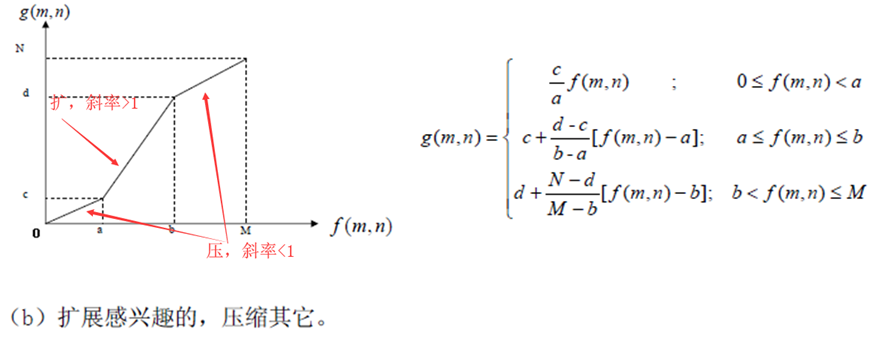 g(m,n)
N
d
扩，斜率>1
c
0
a
b
M
f(m,n)
压，斜率<1
g(m,n) = { c/a f(m,n) ; 0 ≤ f(m,n) < a
c + d-c/b-a [f(m,n) − a]; a ≤ f(m,n) ≤ b
d + N−d/M−b [f(m,n) − b]; b < f(m,n) ≤ M
（b）扩展感兴趣的，压缩其它。